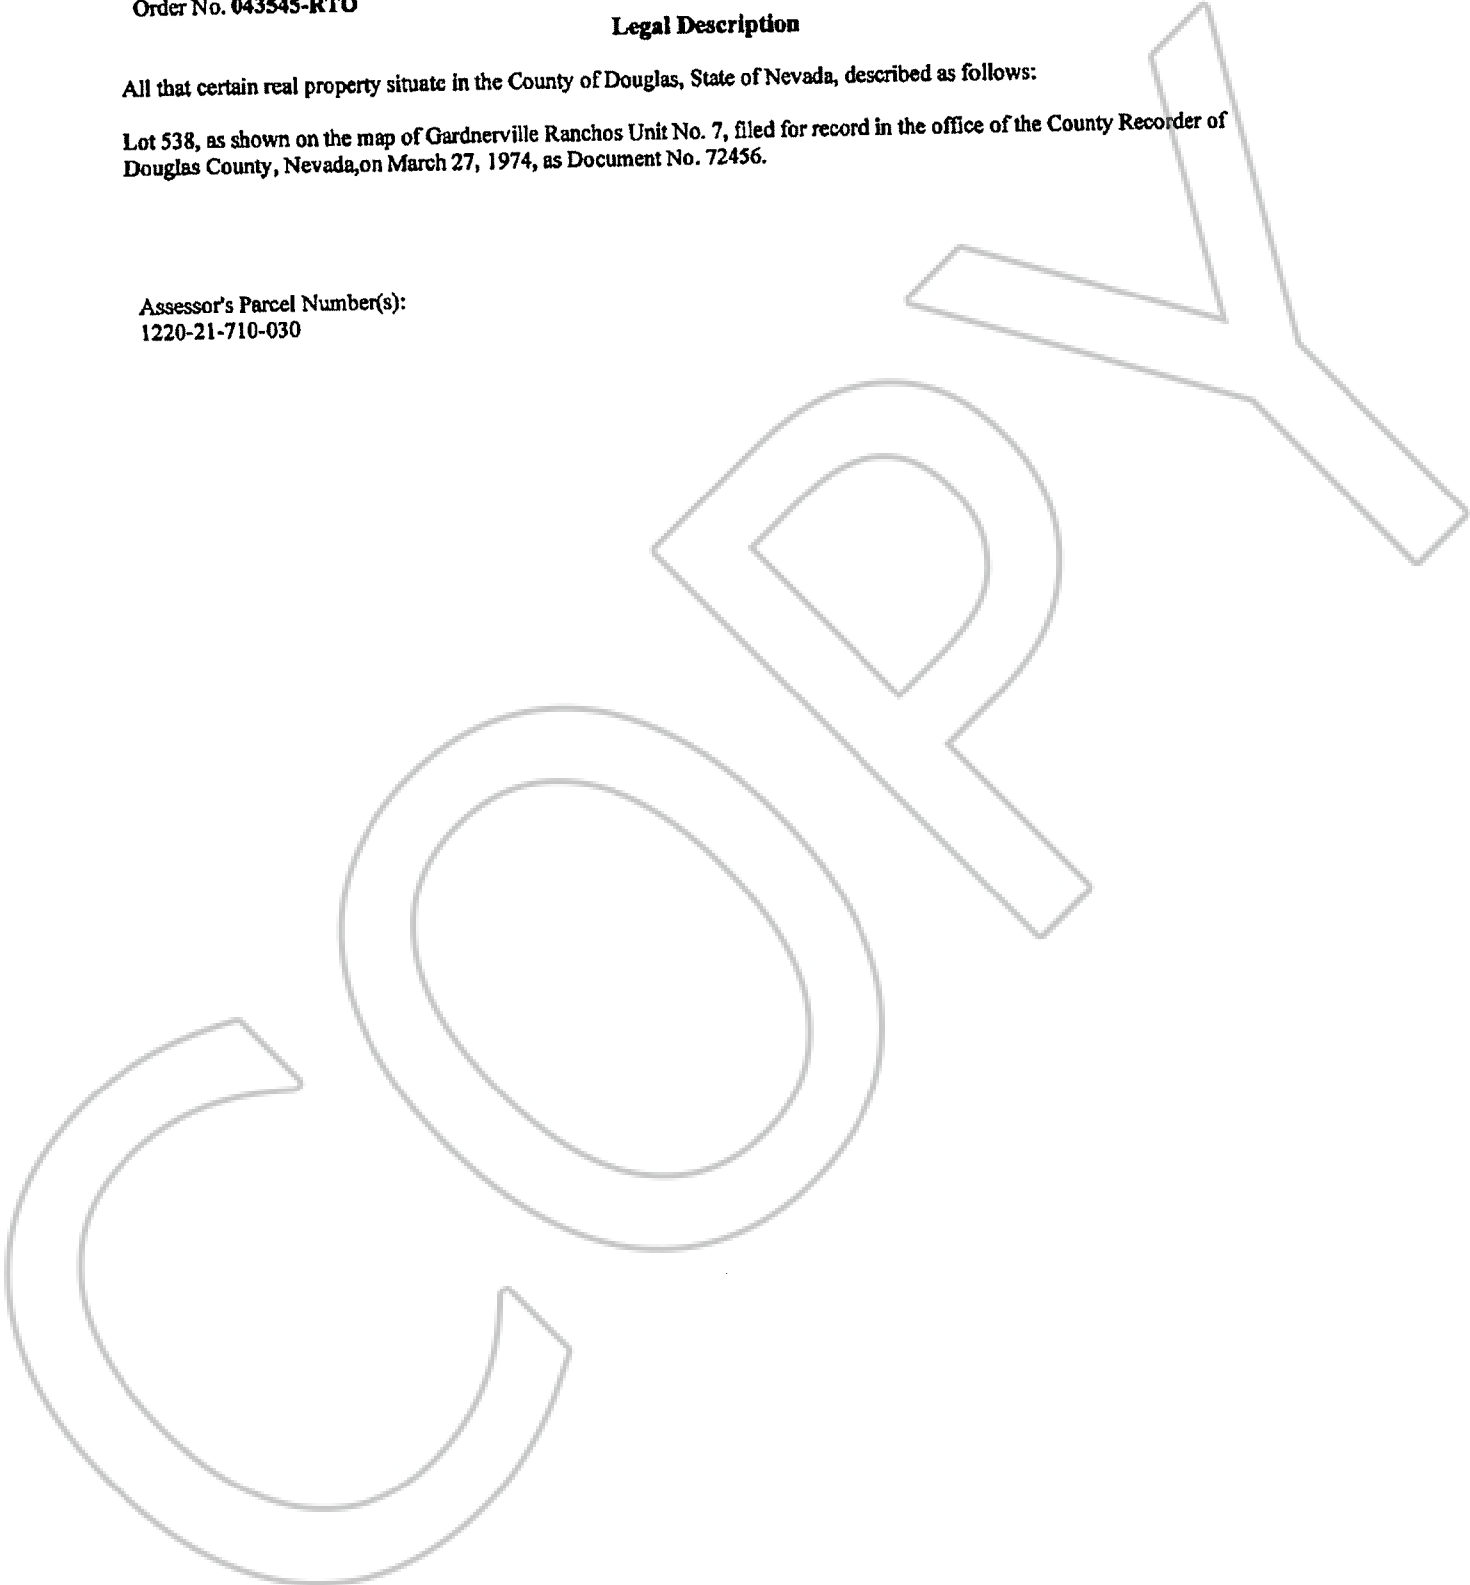 Order No. 043545-RTO
Legal Description
All that certain real property situate in the County of Douglas, State of Nevada, described as follows:
Lot 538, as shown on the map of Gardnerville Ranchos Unit No. 7, filed for record in the office of the County Recorder of
Douglas County, Nevada,on March 27, 1974, as Document No. 72456.
Assessor's Parcel Number(s):
1220-21-710-030
COPY